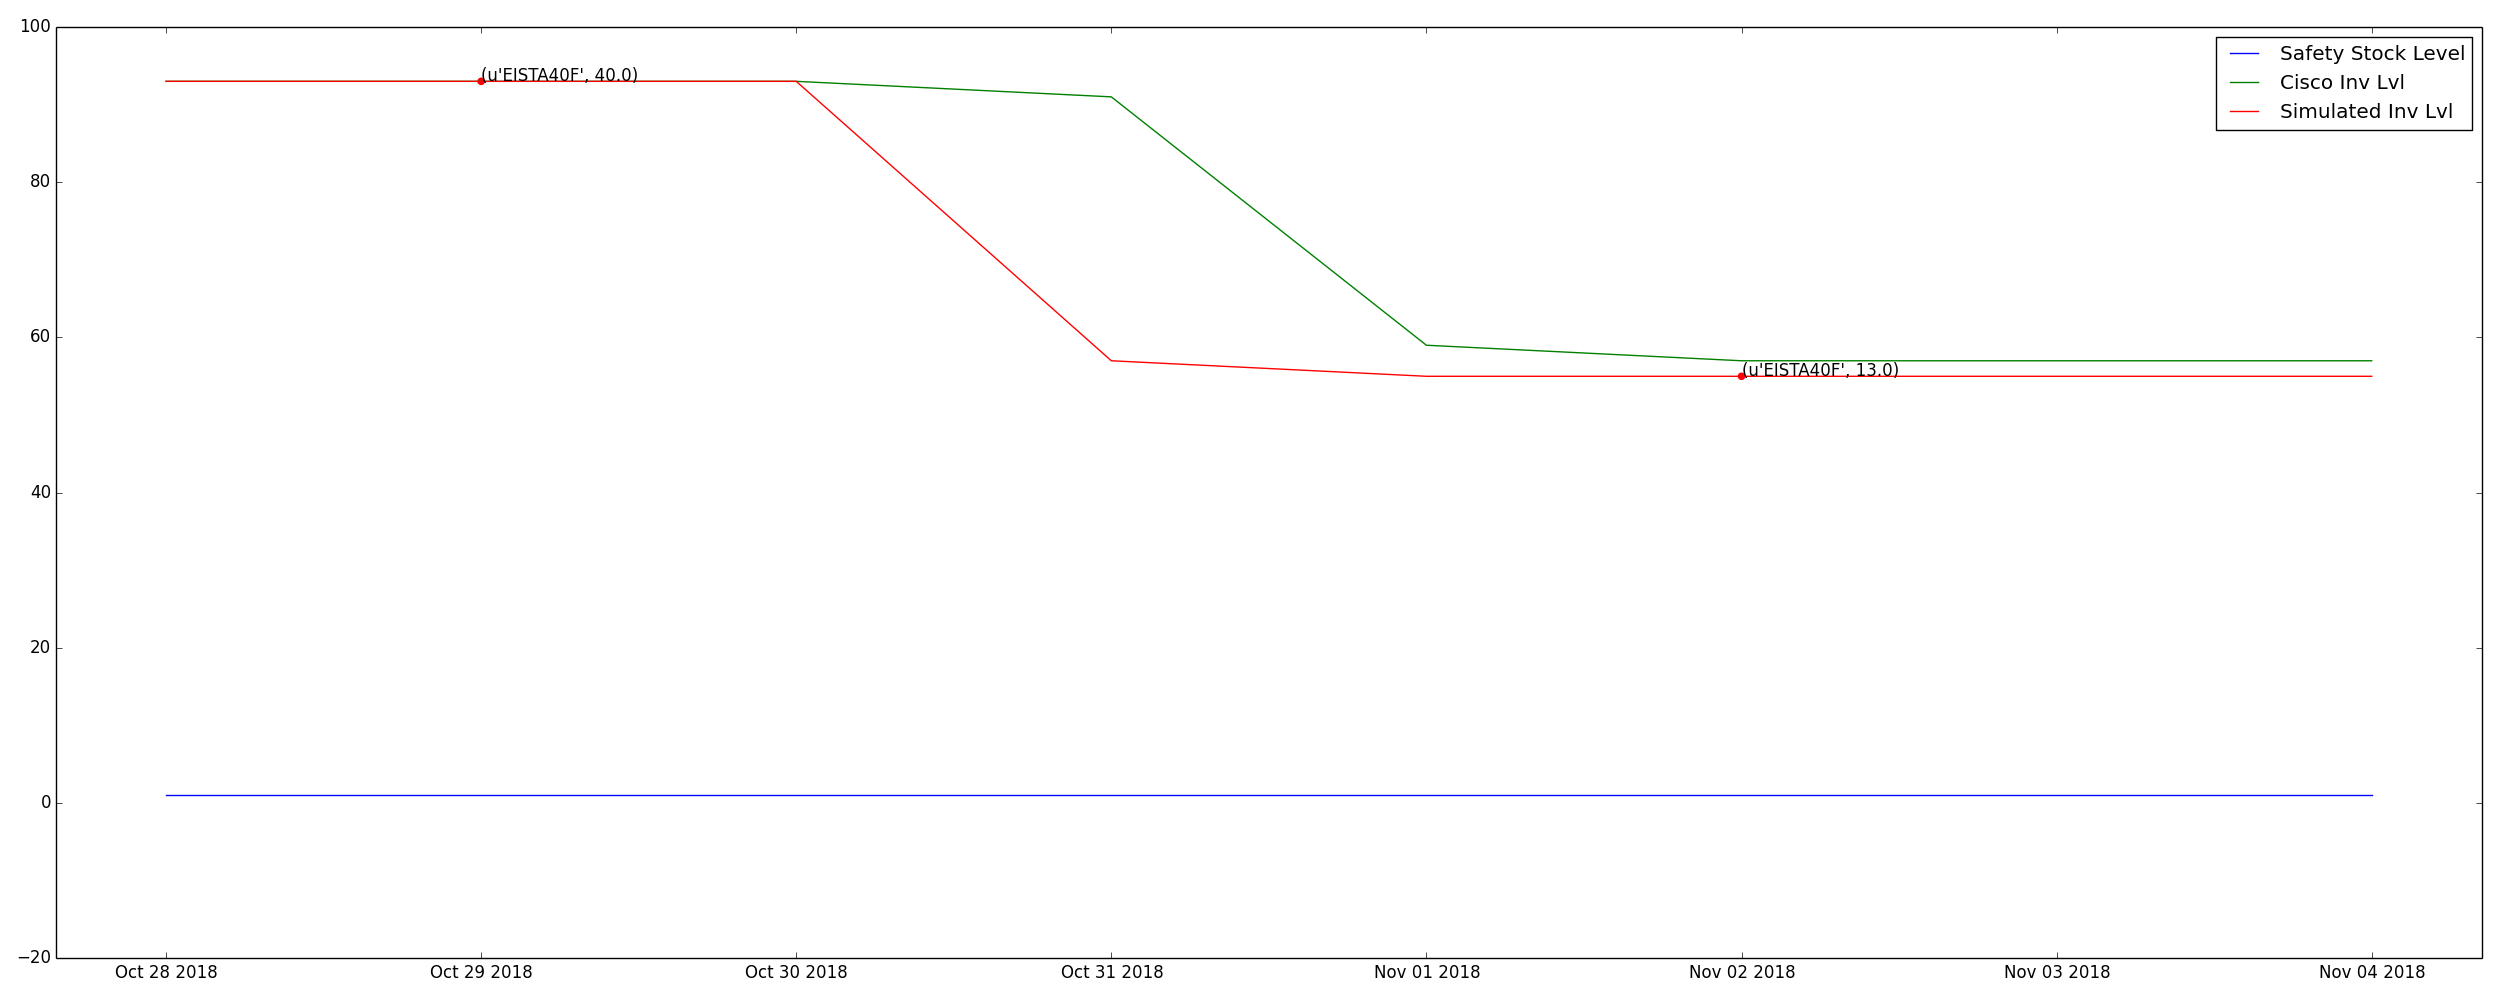 100
(u'EISTA40F', 40.0)
Safety Stock Level
Cisco Inv Lvl
Simulated Inv Lvl
80
60
(u'EISTA40F', 13.0)
40
20
0
−20
Oct 28 2018 Oct 29 2018 Oct 30 2018 Oct 31 2018 Nov 01 2018 Nov 02 2018 Nov 03 2018 Nov 04 2018